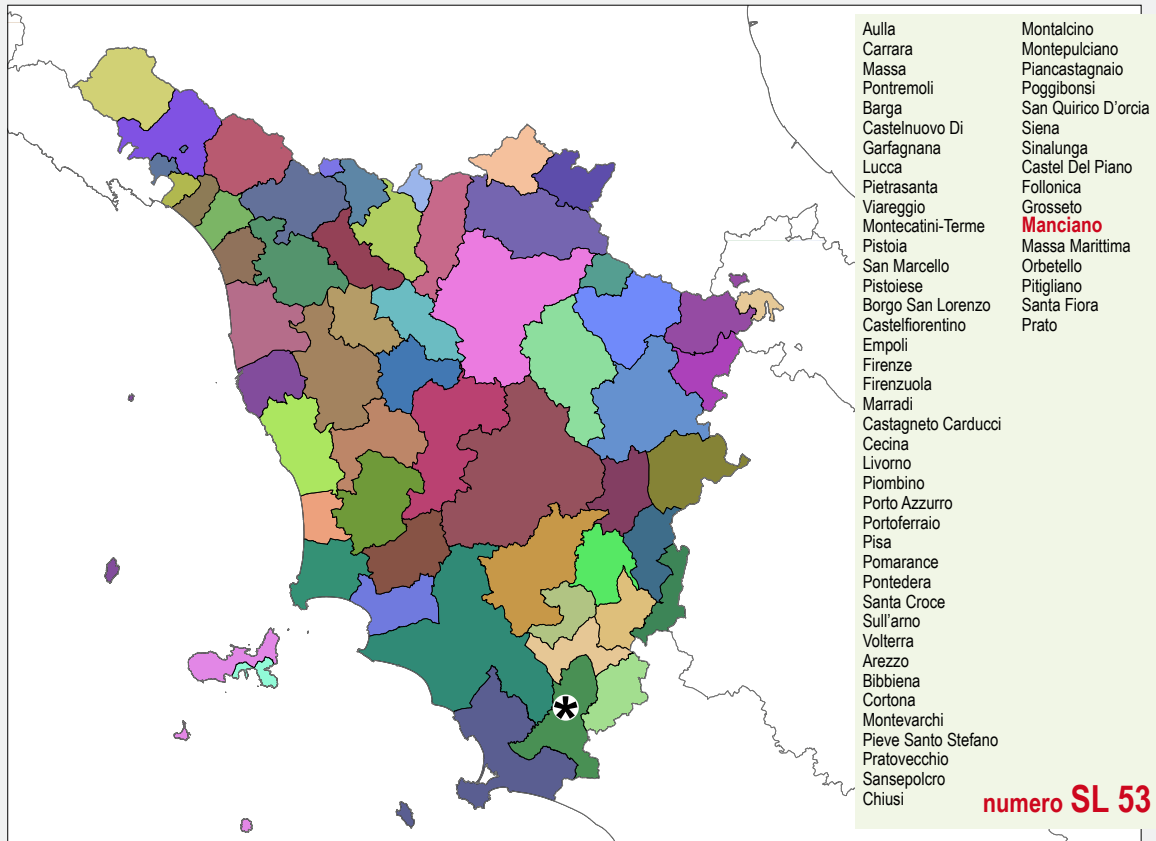 Aulla
Carrara
Massa
Pontremoli
Barga
Castelnuovo Di
Garfagnana
Lucca
Pietrasanta
Viareggio
Montecatini-Terme
Pistoia
San Marcello
Pistoiese
Borgo San Lorenzo
Castelfiorentino
Empoli
Firenze
Firenzuola
Marradi
Castagneto Carducci
Cecina
Livorno
Piombino
Porto Azzurro
Portoferraio
Pisa
Pomarance
Pontedera
Santa Croce
Sull'arno
Volterra
Arezzo
Bibbiena
Cortona
Montevarchi
Pieve Santo Stefano
Pratovecchio
Sansepolcro
Chiusi
Montalcino
Montepulciano
Piancastagnaio
Poggibonsi
San Quirico D'orcia
Siena
Sinalunga
Castel Del Piano
Follonica
Grosseto
Manciano
Massa Marittima
Orbetello
Pitigliano
Santa Fiora
Prato
numero SL 53
*